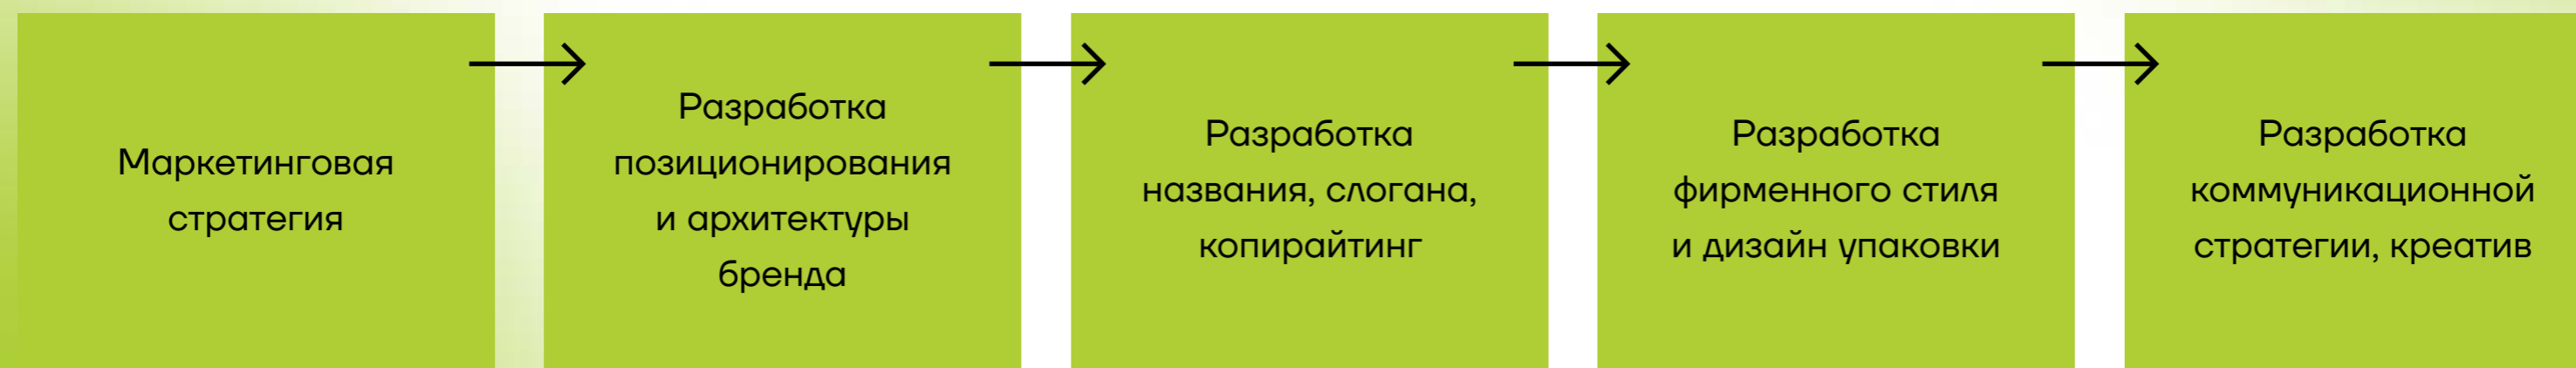 Маркетинговая
стратегия
Разработка
позиционирования
и архитектуры
бренда
Разработка
названия, слогана,
копирайтинг
Разработка
фирменного стиля
и дизайн упаковки
Разработка
коммуникационной
стратегии, креатив